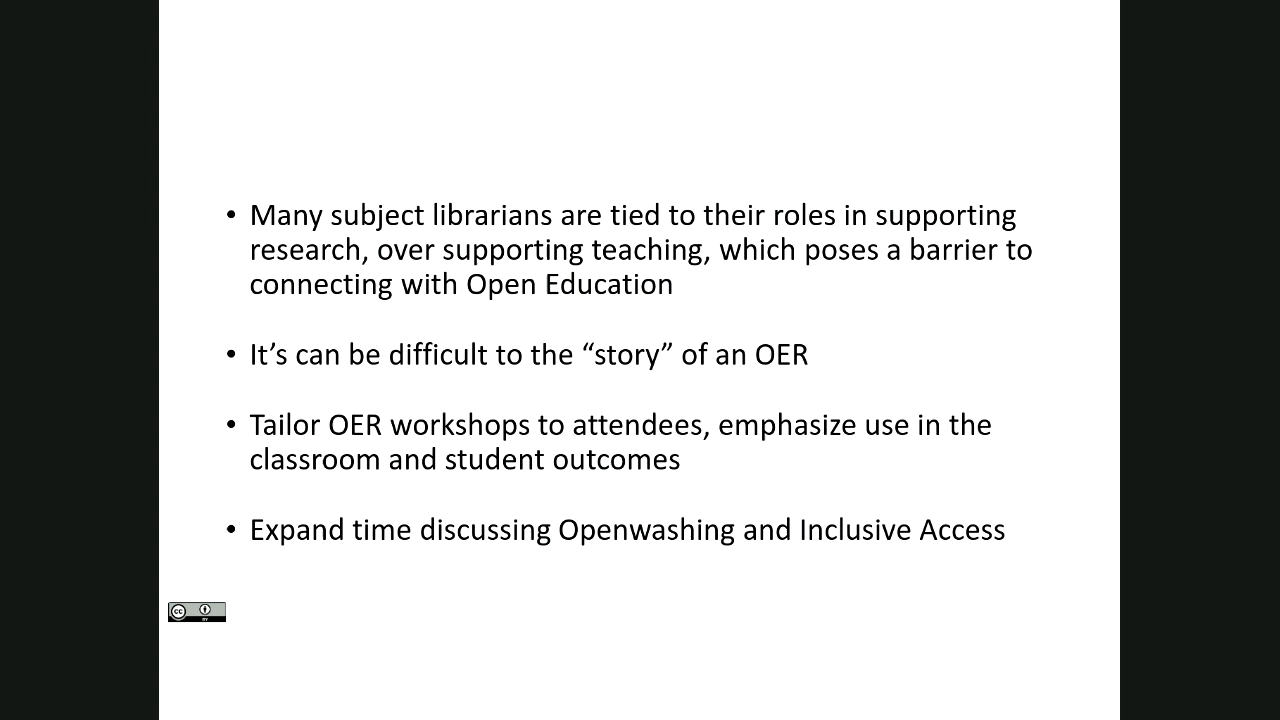 • Many subject librarians are tied to their roles in supporting
research, over supporting teaching, which poses a barrier to
connecting with Open Education
• It’s can be difficult to the “story” of an OER
• Tailor OER workshops to attendees, emphasize use in the
classroom and student outcomes
• Expand time discussing Openwashing and Inclusive Access
cc
BY